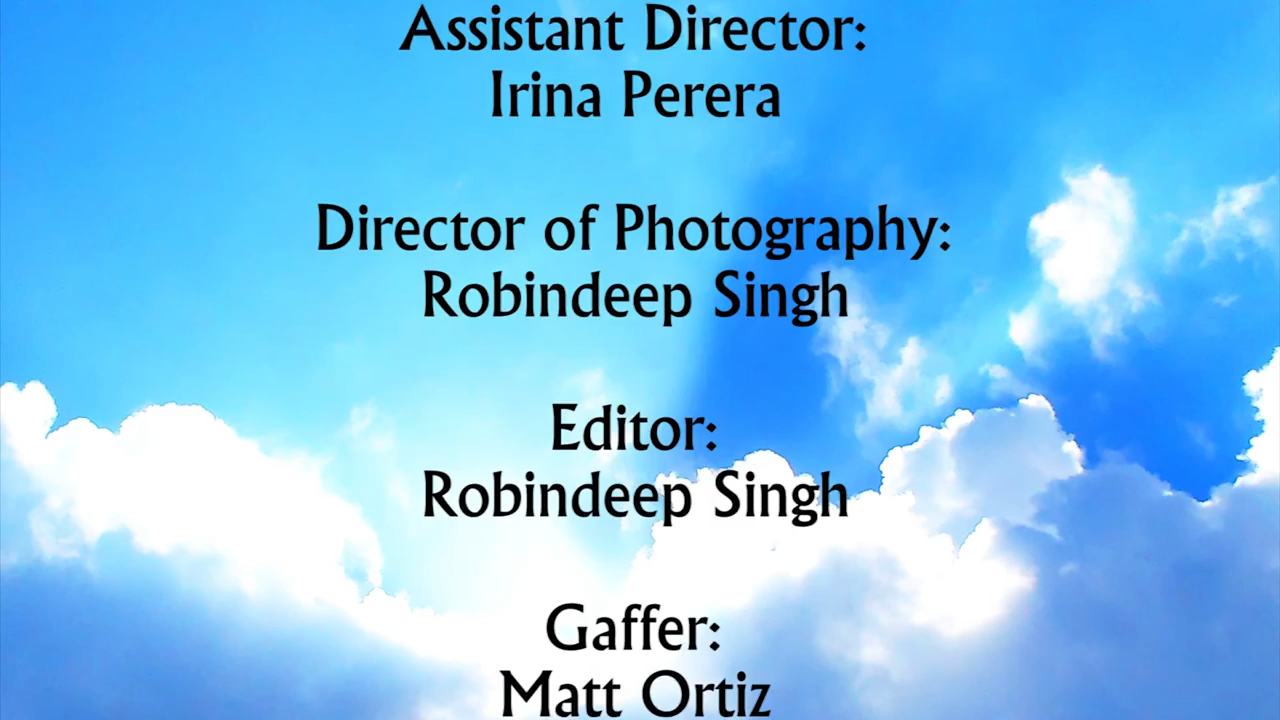 Assistant Director:
Irina Perera
Director of Photography:
Robindeep Singh
Editor:
Robindeep Singh
Gaffer:
Matt Ortiz